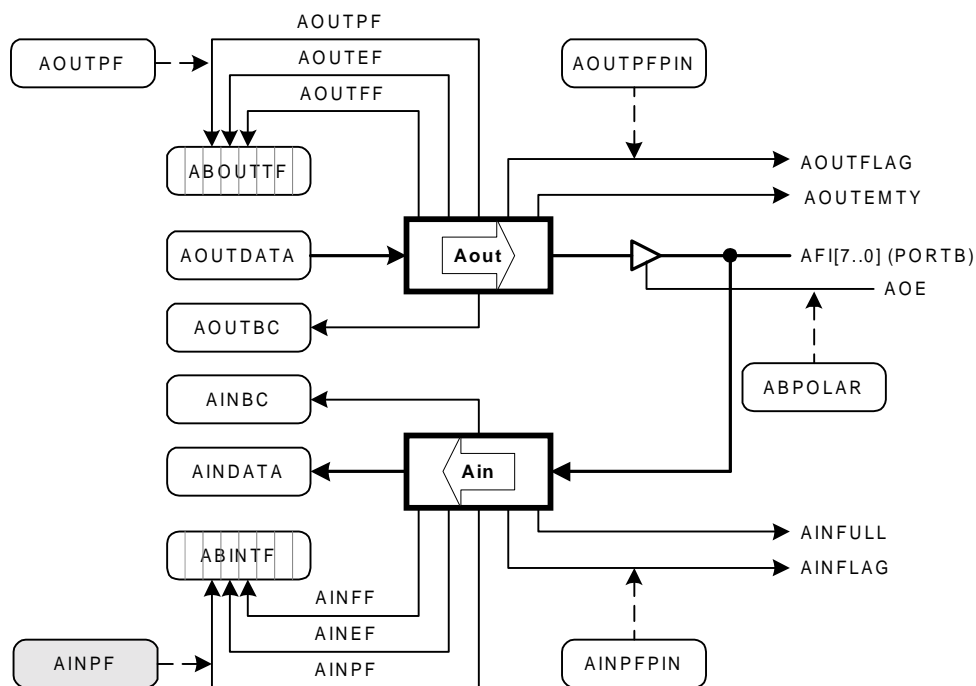 AOUTPF
AOUTPF
AOUTEF
AOUTPFPIN
AOUTFF
ABOUTTF
AOUTFLAG
AOUTEMTY
AOUTDATA
Aout
AFI[7..0] (PORTB)
AOE
AOUTBC
ABPOLAR
AINBC
AINDATA
Ain
AINFULL
ABINTF
AINFLAG
AINFF
AINEF
AINPF
AINPF
AINPFPIN